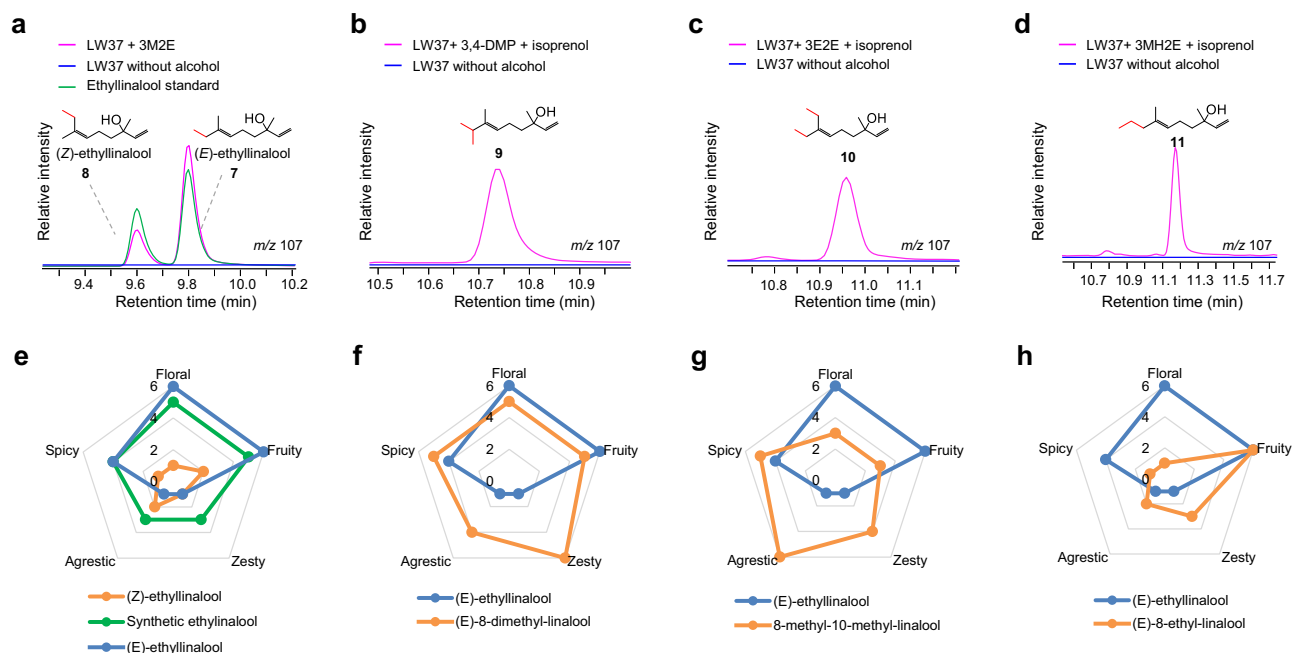 a
LW37 + 3M2E
LW37 without alcohol
Ethyllinalool standard
HO
OH
(Z)-ethyllinalool
(E)-ethyllinalool
8
7
m/z 107
Relative intensity
9.4 9.6 9.8 10.0 10.2
Retention time (min)
b
LW37+ 3,4-DMP + isoprenol
LW37 without alcohol
OH
9
m/z 107
Relative intensity
10.5 10.6 10.7 10.8 10.9
Retention time (min)
c
LW37+ 3E2E + isoprenol
LW37 without alcohol
OH
10
m/z 107
Relative intensity
10.8 10.9 11.0 11.1
Retention time (min)
d
LW37+ 3MH2E + isoprenol
LW37 without alcohol
OH
11
m/z 107
Relative intensity
10.7 10.9 11.1 11.3 11.5 11.7
Retention time (min)
e
Floral
6
4
2
0
Spicy
Fruity
Agrestic
Zesty
(Z)-ethyllinalool
Synthetic ethylinalool
(E)-ethyllinalool
f
Floral
6
4
2
0
Spicy
Fruity
Agrestic
Zesty
(E)-ethyllinalool
(E)-8-dimethyl-linalool
g
Floral
6
4
2
0
Spicy
Fruity
Agrestic
Zesty
(E)-ethyllinalool
8-methyl-10-methyl-linalool
h
Floral
6
4
2
0
Spicy
Fruity
Agrestic
Zesty
(E)-ethyllinalool
(E)-8-ethyl-linalool